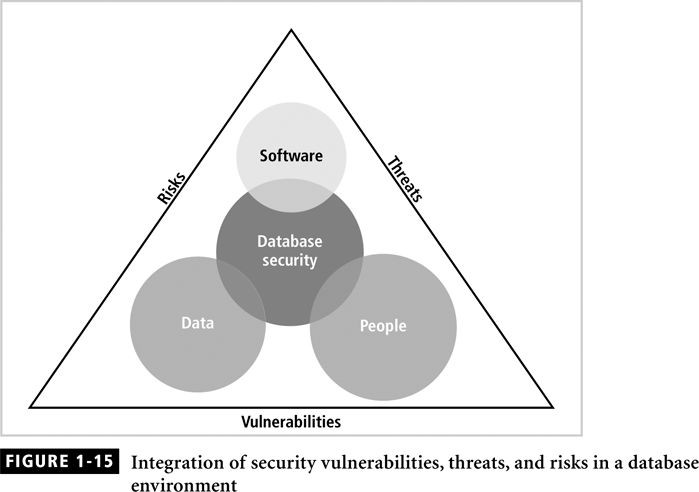 Software
Risks
Threats
Database
security
Data
People
Vulnerabilities
FIGURE 1-15 Integration of security vulnerabilities, threats, and risks in a database
environment